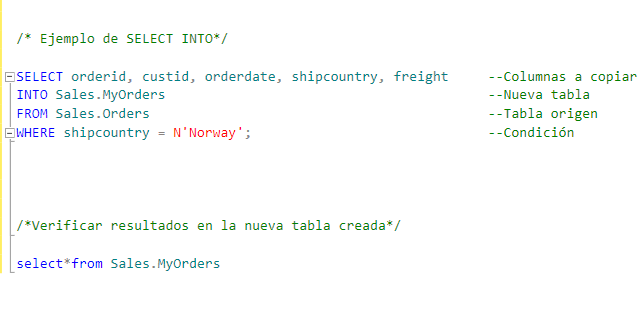 /* Ejemplo de SELECT INTO*/
SELECT orderid, custid, orderdate, shipcountry, freight --Columnas a copiar
INTO Sales.MyOrders --Nueva tabla
FROM Sales.Orders --Tabla origen
WHERE shipcountry = N'Norway'; --Condición
/*Verificar resultados en la nueva tabla creada*/
select*from Sales.MyOrders